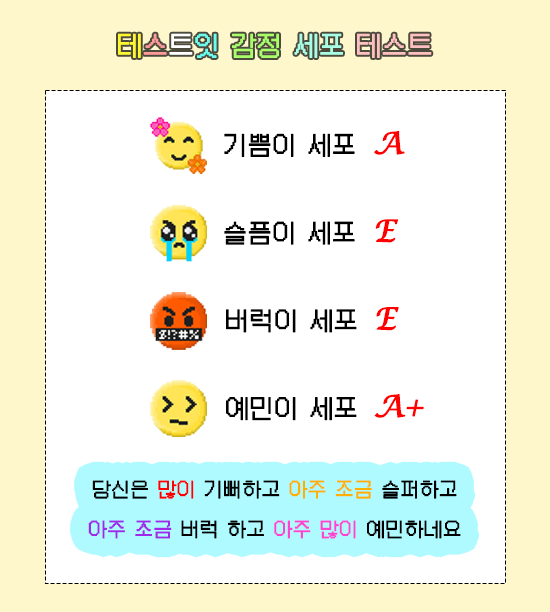 테스트잇 감정 세포 테스트
기쁨이 세포 A
슬픔이 세포 E
버럭이 세포 E
$!?#%
예민이 세포 A+
당신은 많이 기뻐하고 아주 조금 슬퍼하고
아주 조금 버럭 하고 아주 많이 예민하네요